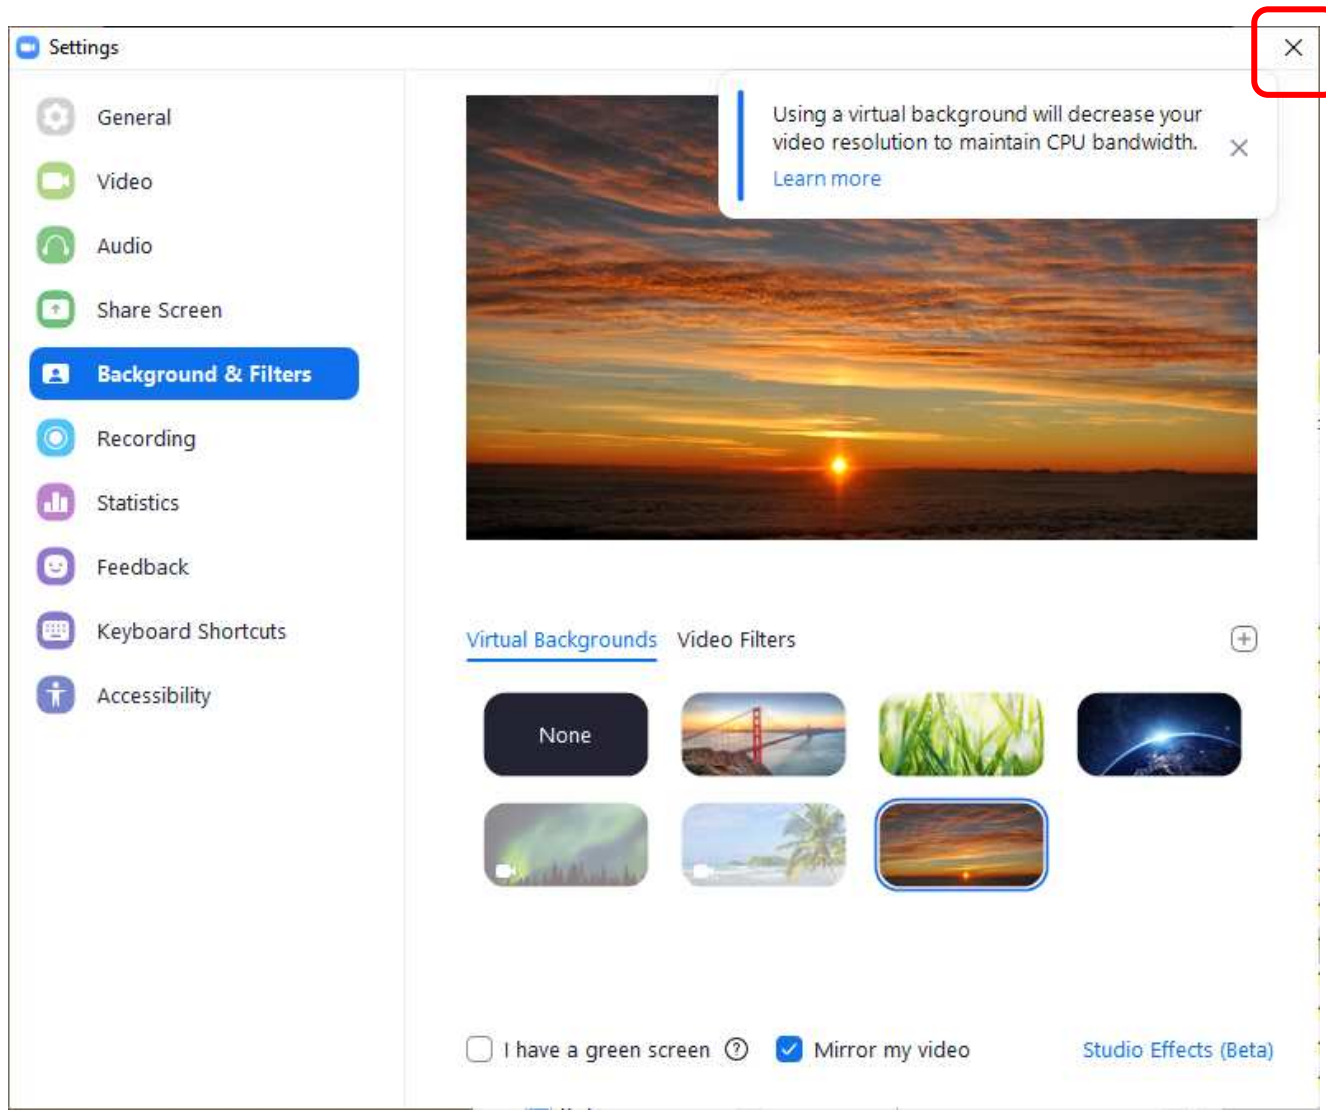 Settings
General
Video
Audio
Share Screen
Background & Filters
Recording
Statistics
Feedback
Keyboard Shortcuts
Accessibility
Using a virtual background will decrease your
video resolution to maintain CPU bandwidth.
Learn more
Virtual Backgrounds Video Filters
None
I have a green screen ? Mirror my video Studio Effects (Beta)